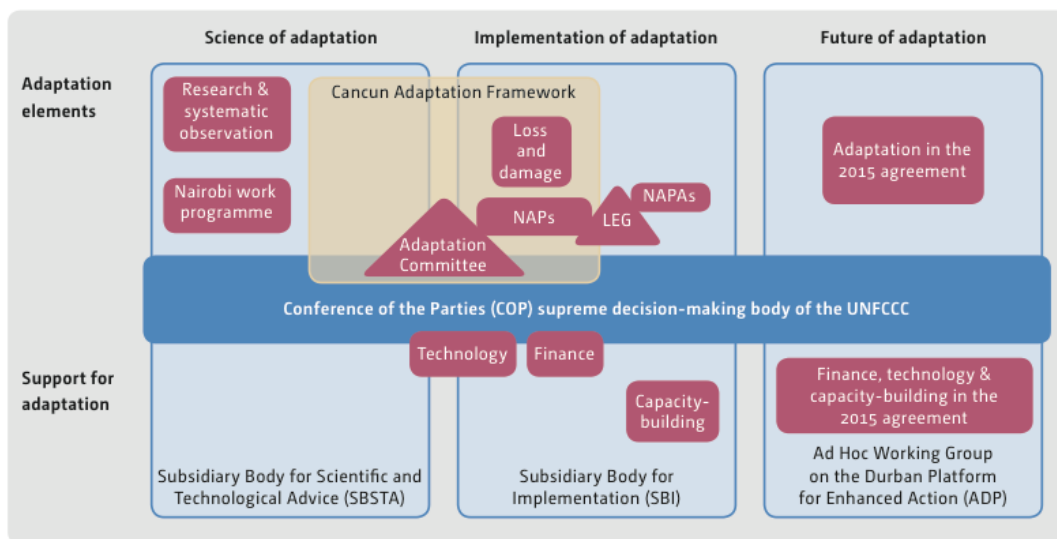 Science of adaptation
Implementation of adaptation
Future of adaptation
Adaptation
elements
Research &
systematic
observation
Nairobi work
programme
Cancun Adaptation Framework
Loss
and
damage
NAPs
LEG
NAPAs
Adaptation
Committee
Adaptation in the
2015 agreement
Conference of the Parties (COP) supreme decision-making body of the UNFCCC
Support for
adaptation
Technology
Finance
Capacity-
building
Finance, technology &
capacity-building in the
2015 agreement
Subsidiary Body for Scientific and
Technological Advice (SBSTA)
Subsidiary Body for
Implementation (SBI)
Ad Hoc Working Group
on the Durban Platform
for Enhanced Action (ADP)